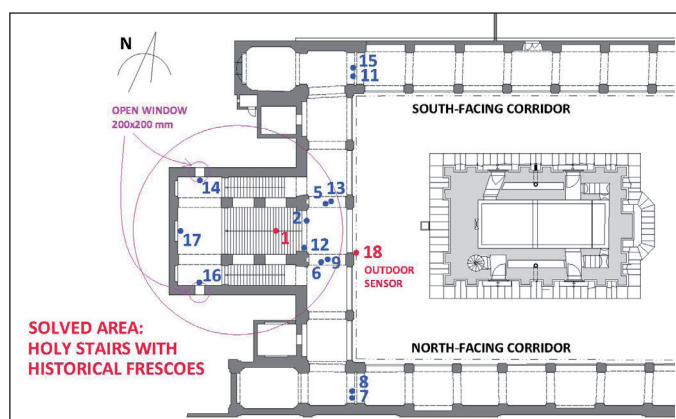 N
15
11
OPEN WINDOW
200x200 mm
SOUTH-FACING CORRIDOR
14
5 13
2
17
1
12
18
6 9
OUTDOOR
SENSOR
16
SOLVED AREA:
HOLY STAIRS WITH
HISTORICAL FRESCOES
NORTH-FACING CORRIDOR
8
7